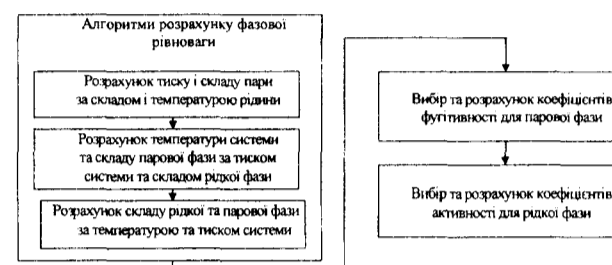 Алгоритми розрахунку фазової
рівноваги
Розрахунок тиску і складу пари
за складом і температурою рідини
Розрахунок температури системи
та складу парової фази за тиском
системи та складом рідкої фази
Розрахунок складу рідкої та парової фази
за температурою та тиском системи
Вибір та розрахунок коефіцієнтів
фугітивності для парової фази
Вибір та розрахунок коефіцієнтів
активності для рідкої фази